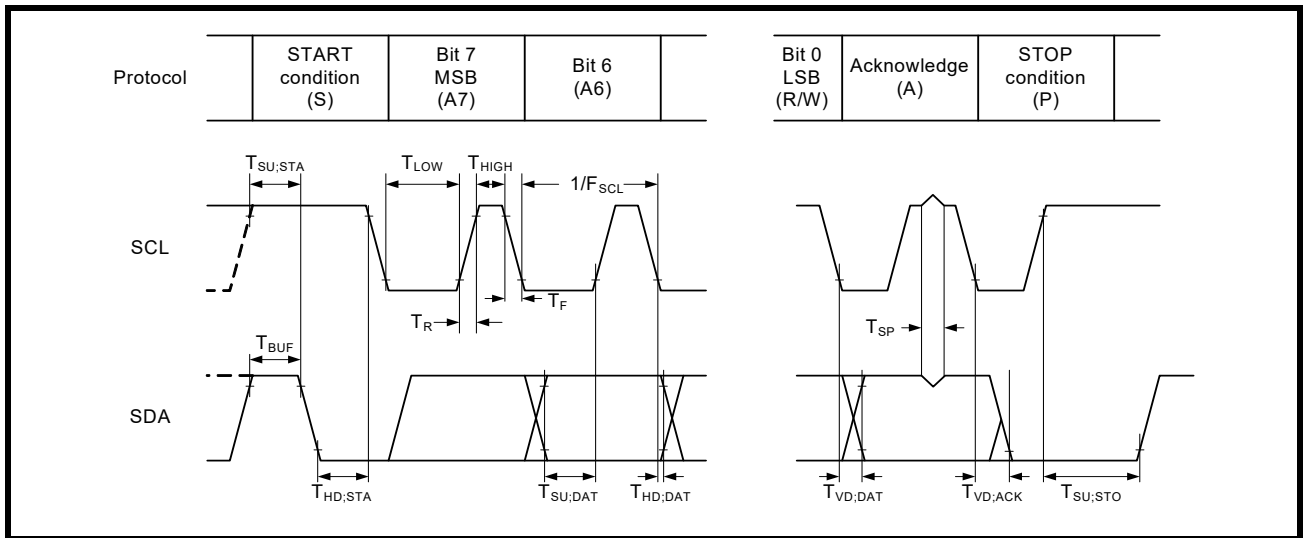 Protocol
START
condition
(S)
Bit 7
MSB
(A7)
Bit 6
(A6)
Bit 0
LSB
(R/W)
Acknowledge
(A)
STOP
condition
(P)
TSU;STA
TLOW
THIGH
1/FSCL
SCL
TF
TR
TSP
TBUF
SDA
THD;STA
TSU;DAT
THD;DAT
TVD;DAT
TVD;ACK
TSU;STO